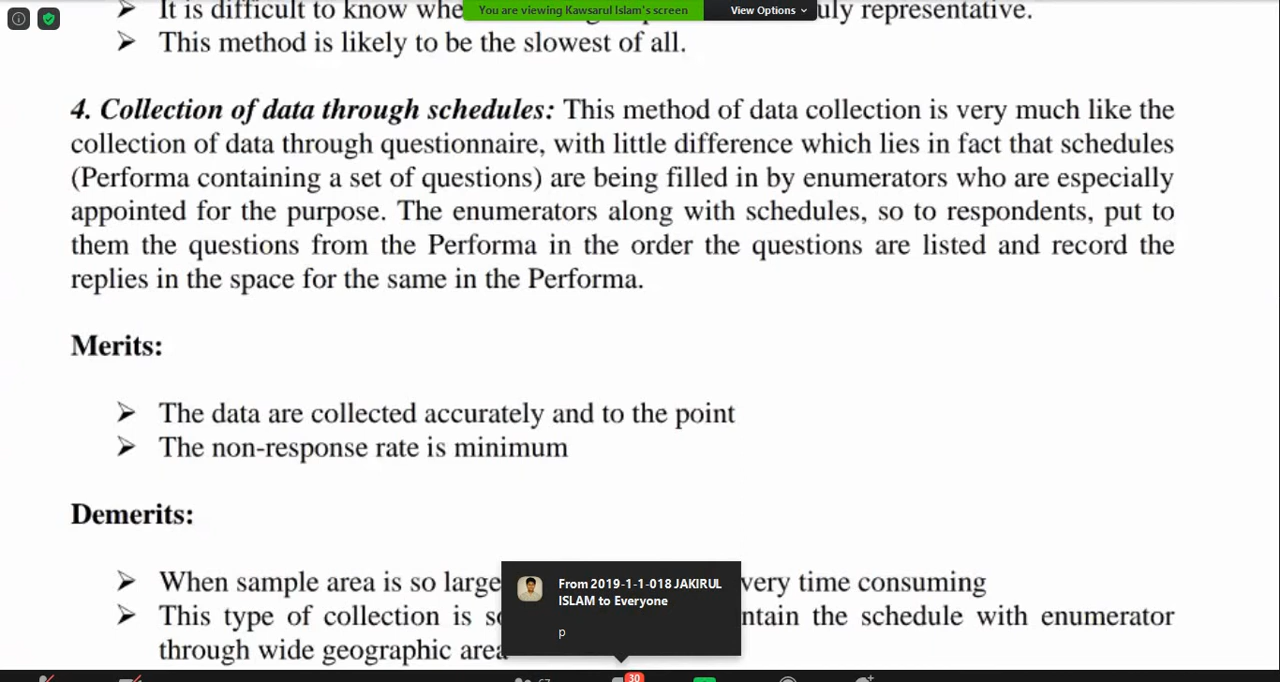 It is difficult to know
You are viewing Kawsarul Islam's screen
View Options
representative.
This method is likely to be the slowest of all.
4. Collection of data through schedules: This method of data collection is very much like the
collection of data through questionnaire, with little difference which lies in fact that schedules
(Performa containing a set of questions) are being filled in by enumerators who are especially
appointed for the purpose. The enumerators along with schedules, so to respondents, put to
them the questions from the Performa in the order the questions are listed and record the
replies in the space for the same in the Performa.
Merits:
The data are collected accurately and to the point
The non-response rate is minimum
Demerits:
When sample area is so large
very time consuming
This type of collection is
the schedule with enumerator
through wide geographic area
From 2019-1-1-018 JAKIRUL
ISLAM to Everyone
p
30